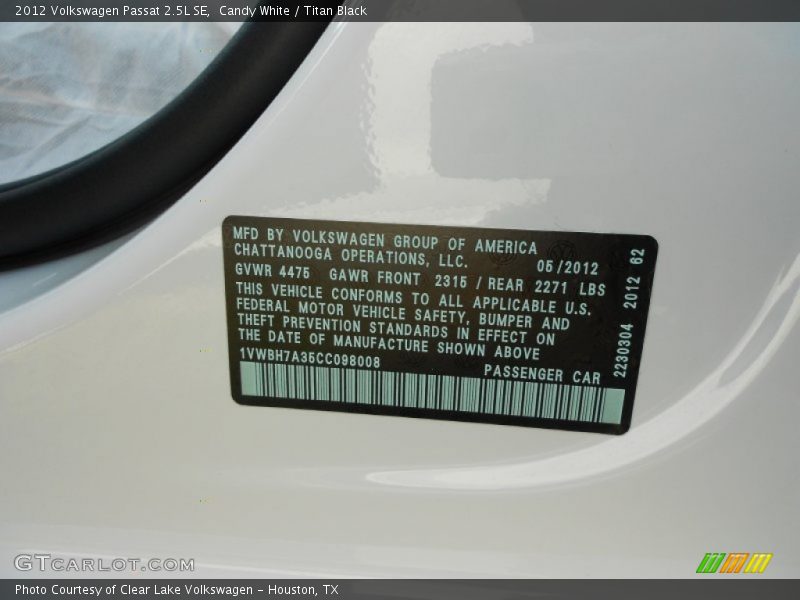 2012 Volkswagen Passat 2.5L SE,  Candy White / Titan Black
MFD BY VOLKSWAGEN GROUP OF AMERICA
CHATTANOOGA OPERATIONS, LLC.
05/2012
GVWR 4475 GAWR FRONT 2315 / REAR 2271 LBS
THIS VEHICLE CONFORMS TO ALL APPLICABLE U.S.
FEDERAL MOTOR VEHICLE SAFETY, BUMPER AND
THEFT PREVENTION STANDARDS IN EFFECT ON
THE DATE OF MANUFACTURE SHOWN ABOVE
1VWBH7A35CC098008
PASSENGER CAR
2230304 2012 62
GTCARLOT.COM
Photo Courtesy of Clear Lake Volkswagen – Houston, TX